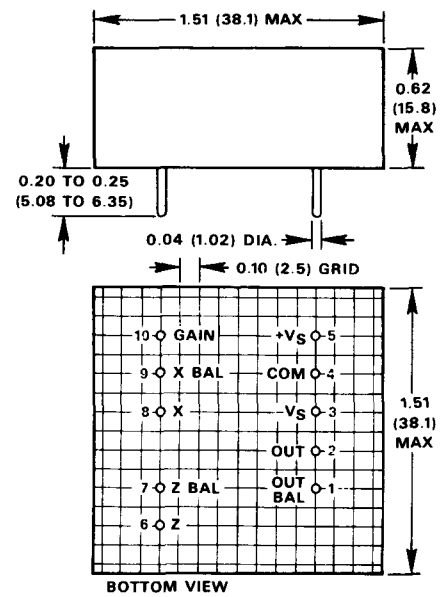 1.51 (38.1) MAX
0.62
(15.8)
MAX
0.20 TO 0.25
(5.08 TO 6.35)
0.04 (1.02) DIA.
0.10 (2.5) GRID
10 GAIN
+VS 5
9 X BAL
COM 4
8 X
VS 3
OUT 2
7 Z BAL
OUT
BAL 1
6 Z
1.51
(38.1)
MAX
BOTTOM VIEW